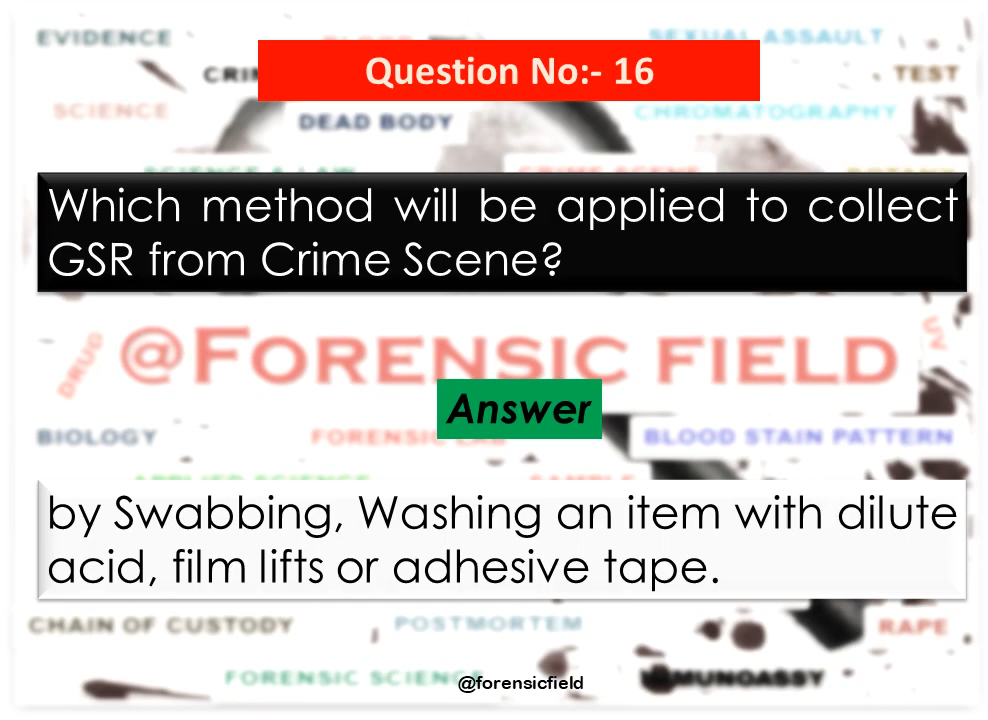 EVIDENCE
SEXUAL ASSAULT
Question No:- 16
TEST
SCIENCE
DEAD BODY
CHROMATOGRAPHY
Which method will be applied to collect
GSR from Crime Scene?
DRUG
@FORENSIC FIELD
UV
Answer
BIOLOGY
FORENSIC LAB
BLOOD STAIN PATTERN
by Swabbing, Washing an item with dilute
acid, film lifts or adhesive tape.
CHAIN OF CUSTODY
POSTMORTEM
RAPE
FORENSIC SCIENCE
@forensicfield